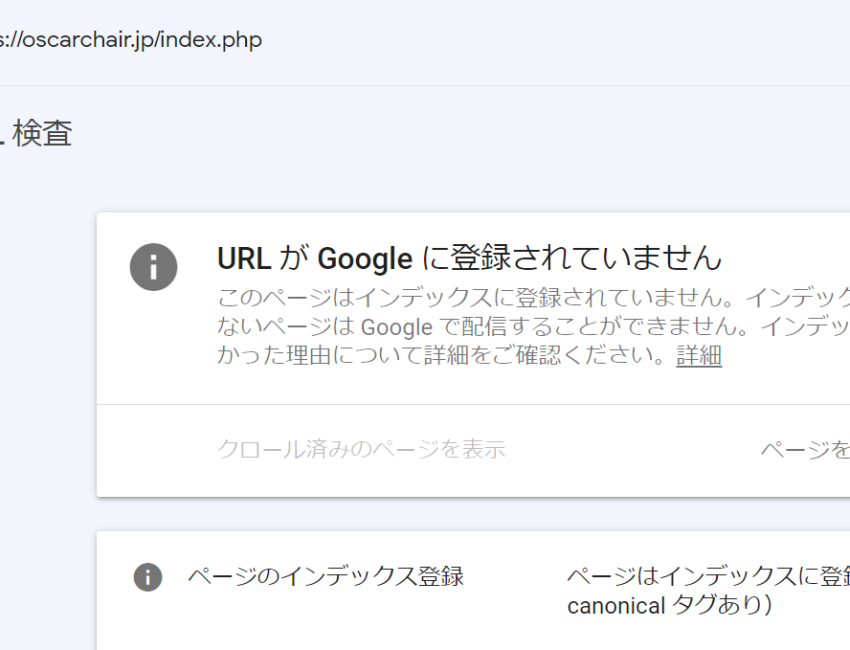 s://oscarchair.jp/index.php
検査
URL が Google に登録されていません
このページはインデックスに登録されていません。インデック
ないページは Google で配信することができません。インデッ
かった理由について詳細をご確認ください。詳細
クロール済みのページを表示
ページを
ページのインデックス登録
ページはインデックスに登録
canonical タグあり）